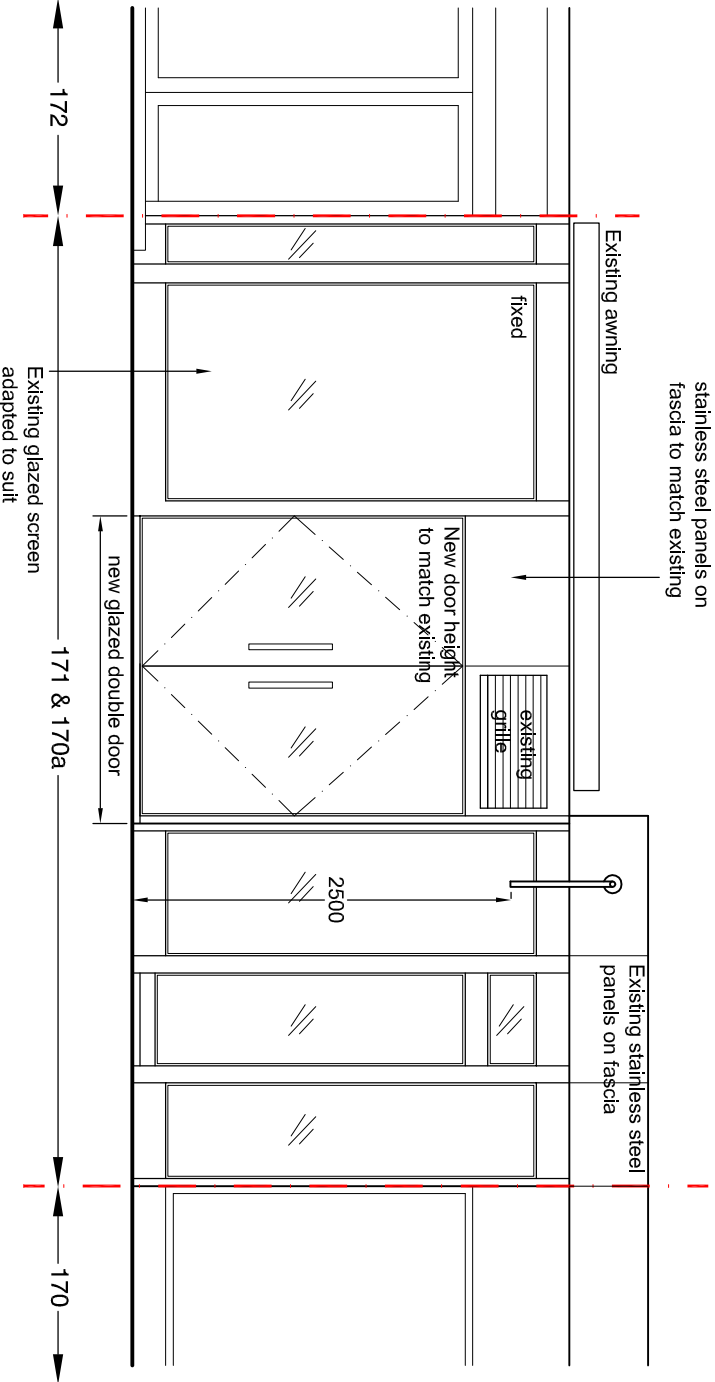 stainless steel panels on
fascia to match existing
Existing awning
Existing stainless steel
panels on fascia
fixed
existing
grille
New door height
to match existing
2500
new glazed double door
172
171 & 170a
170
Existing glazed screen
adapted to suit